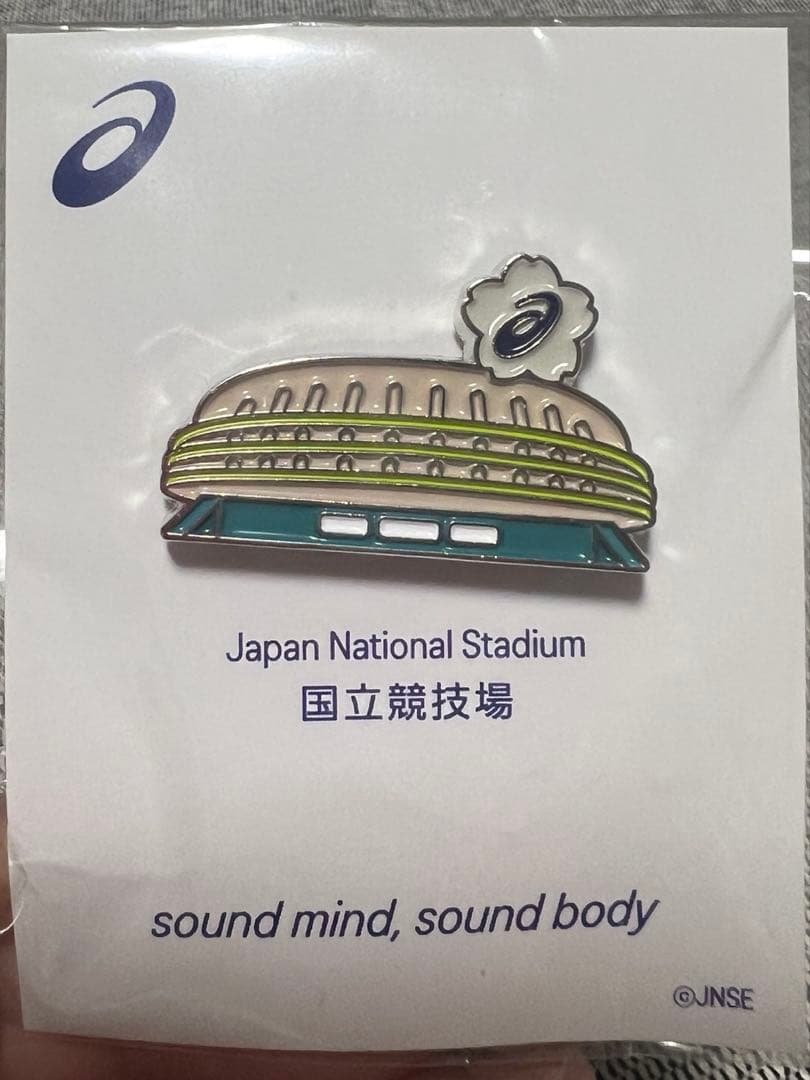 Japan National Stadium
国立競技場
sound mind, sound body
©JNSE